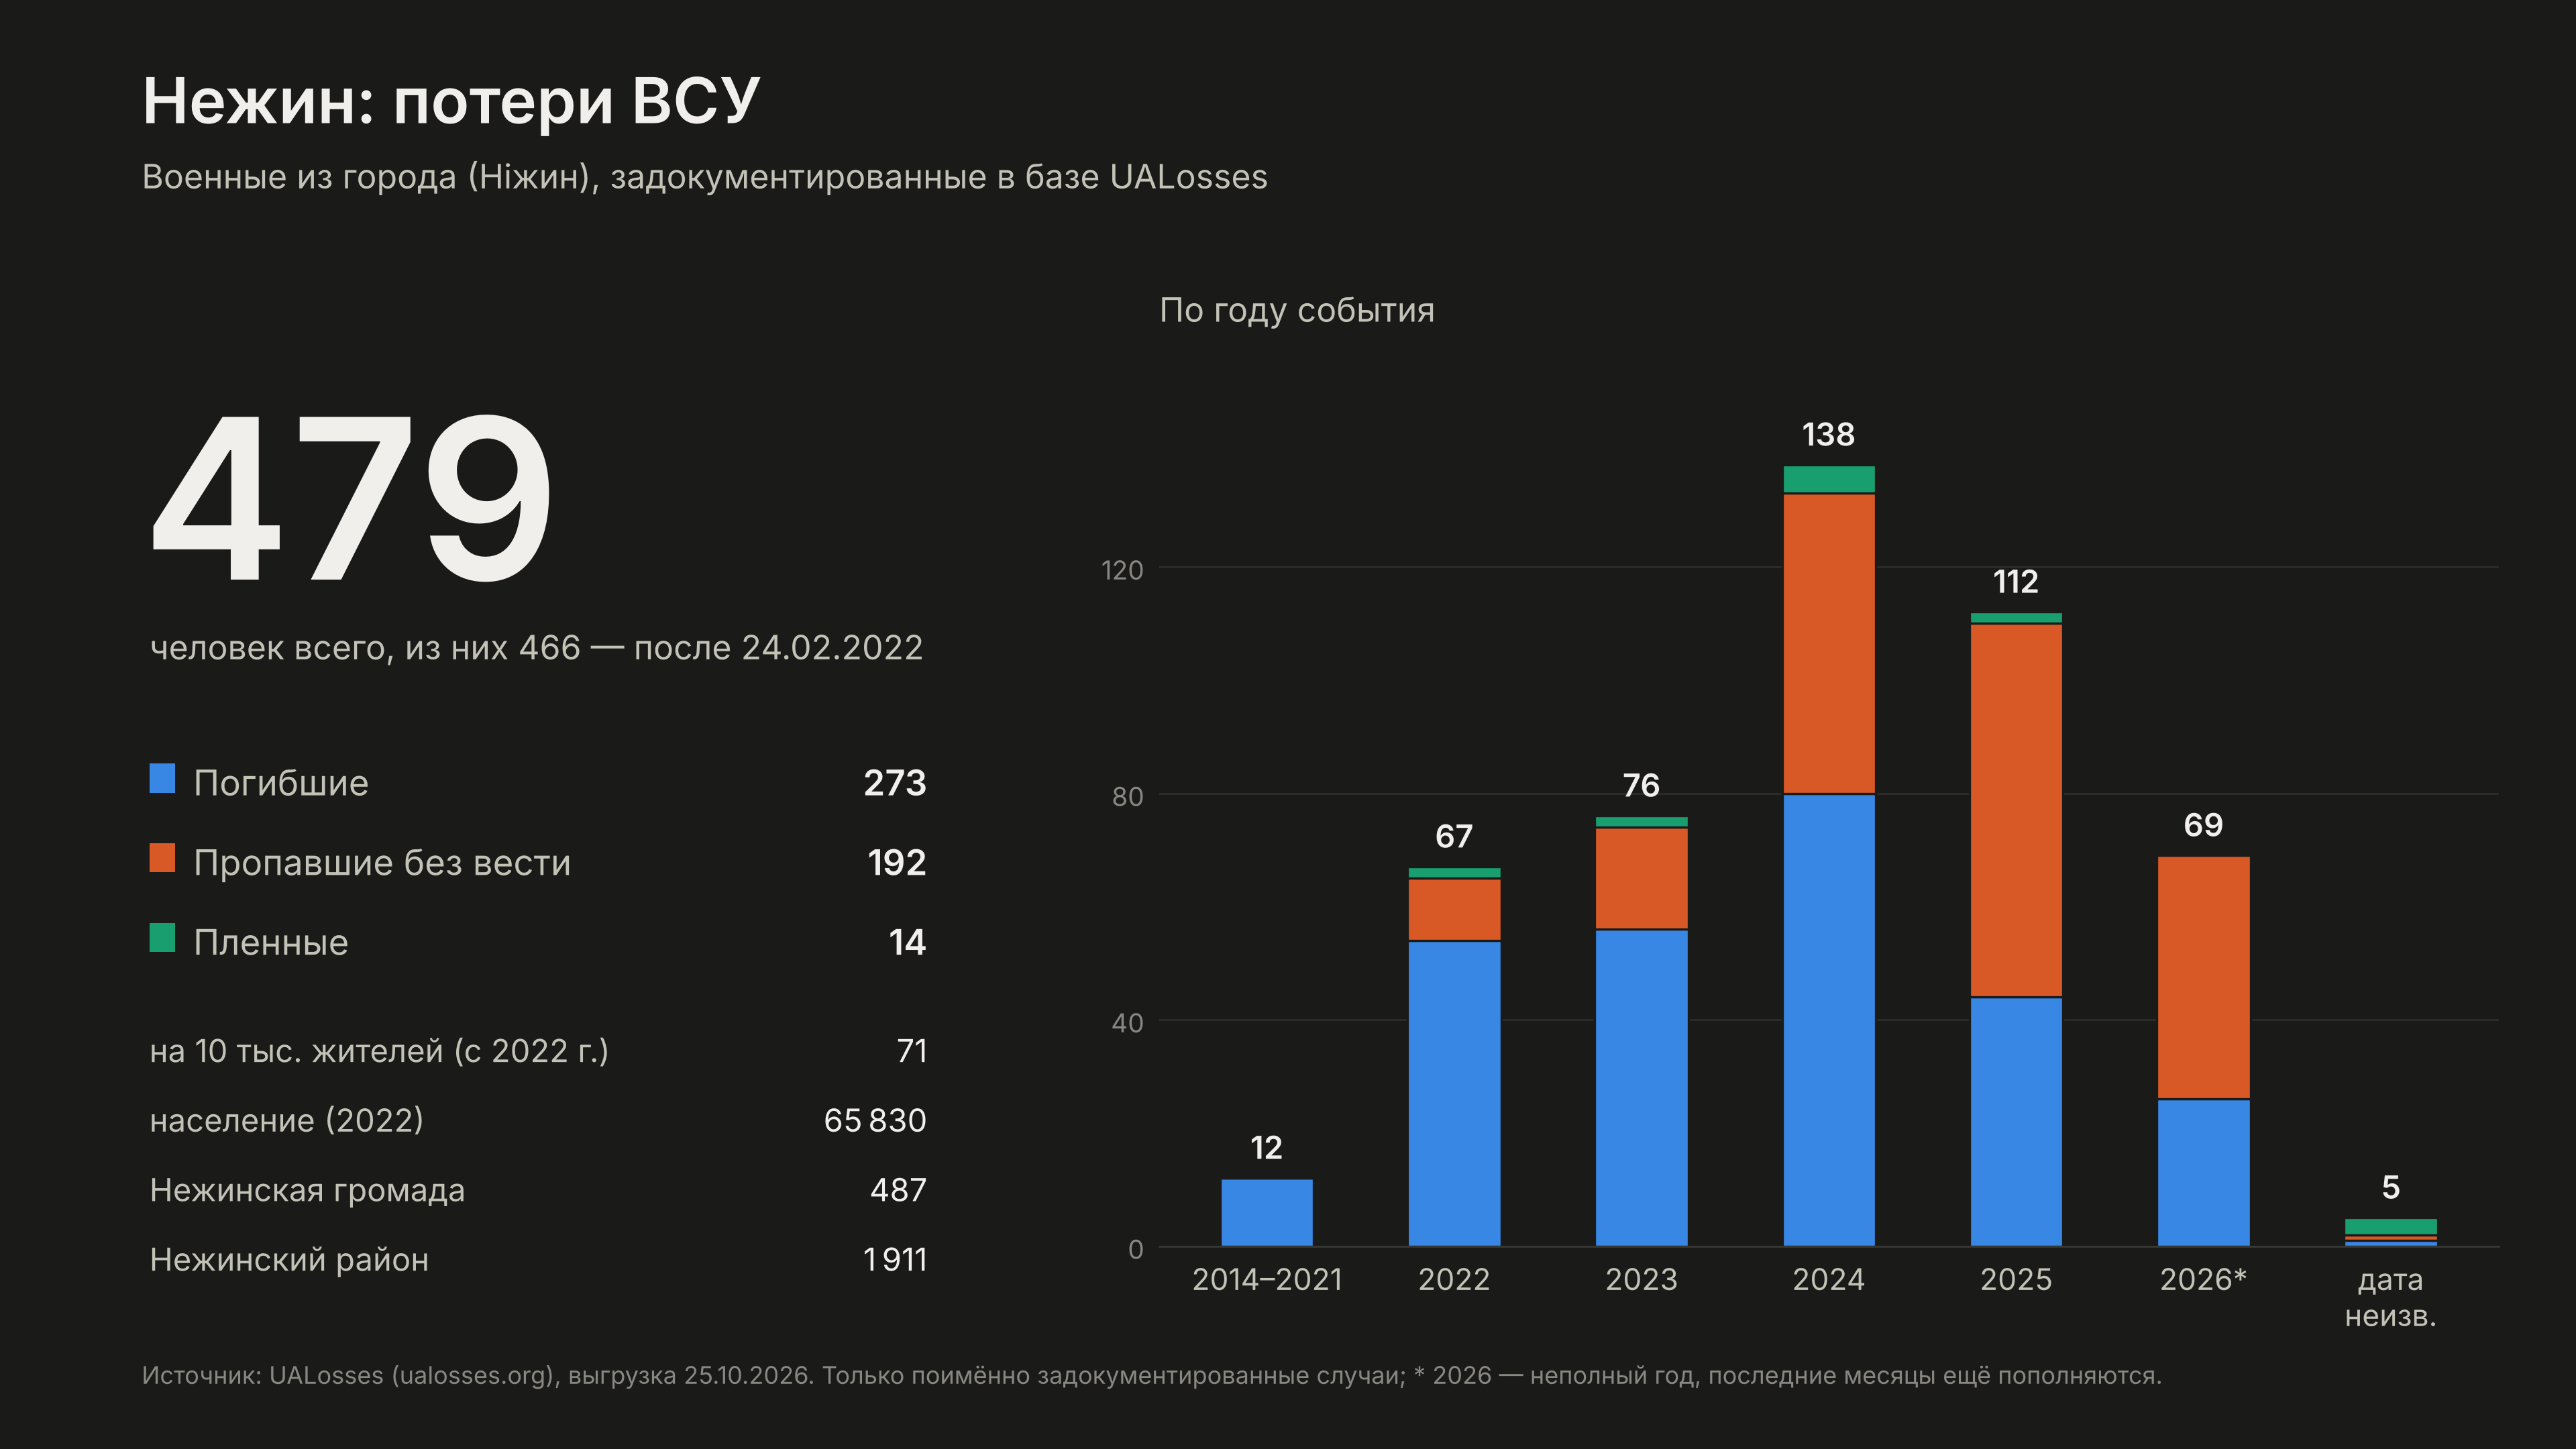 Нежин: потери ВСУ
Военные из города (Ніжин), задокументированные в базе UALosses
479
человек всего, из них 466 — после 24.02.2022
Погибшие 273
Пропавшие без вести 192
Пленные 14
на 10 тыс. жителей (с 2022 г.) 71
население (2022) 65 830
Нежинская громада 487
Нежинский район 1 911
По году события
138
120
112
80
76
69
67
40
12
5
0
2014–2021 2022 2023 2024 2025 2026* дата
неизв.
Источник: UALosses (ualosses.org), выгрузка 25.10.2026. Только поимённо задокументированные случаи; * 2026 — неполный год, последние месяцы ещё пополняются.